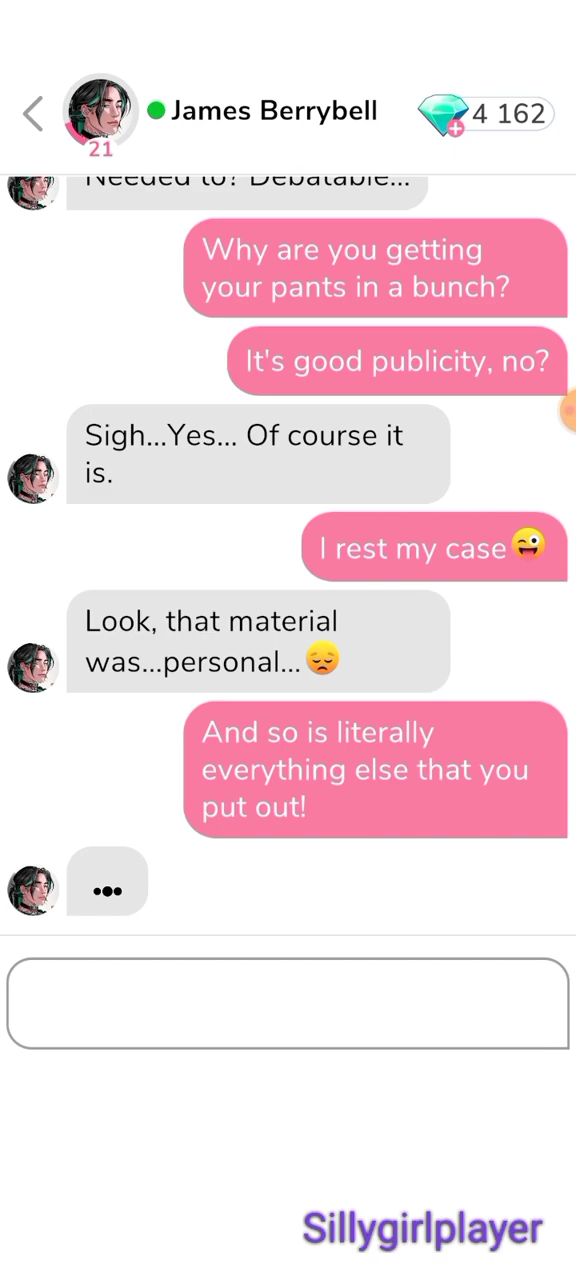 James Berrybell
4 162
21
Needed to? Debatable...
Why are you getting
your pants in a bunch?
It's good publicity, no?
Sigh...Yes... Of course it
is.
I rest my case😜
Look, that material
was...personal...😞
And so is literally
everything else that you
put out!
•••
Sillygirlplayer